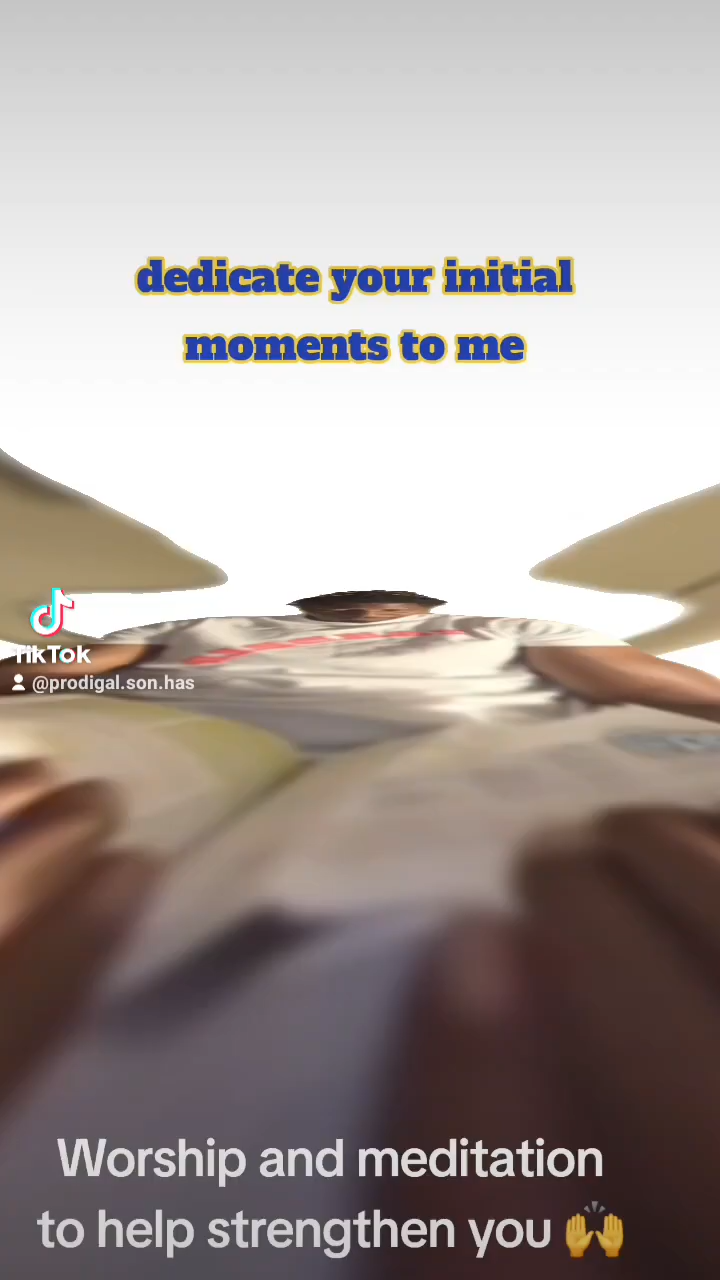 dedicate your initial
moments to me
TikTok
@prodigal.son.has
Worship and meditation
to help strengthen you 🙌